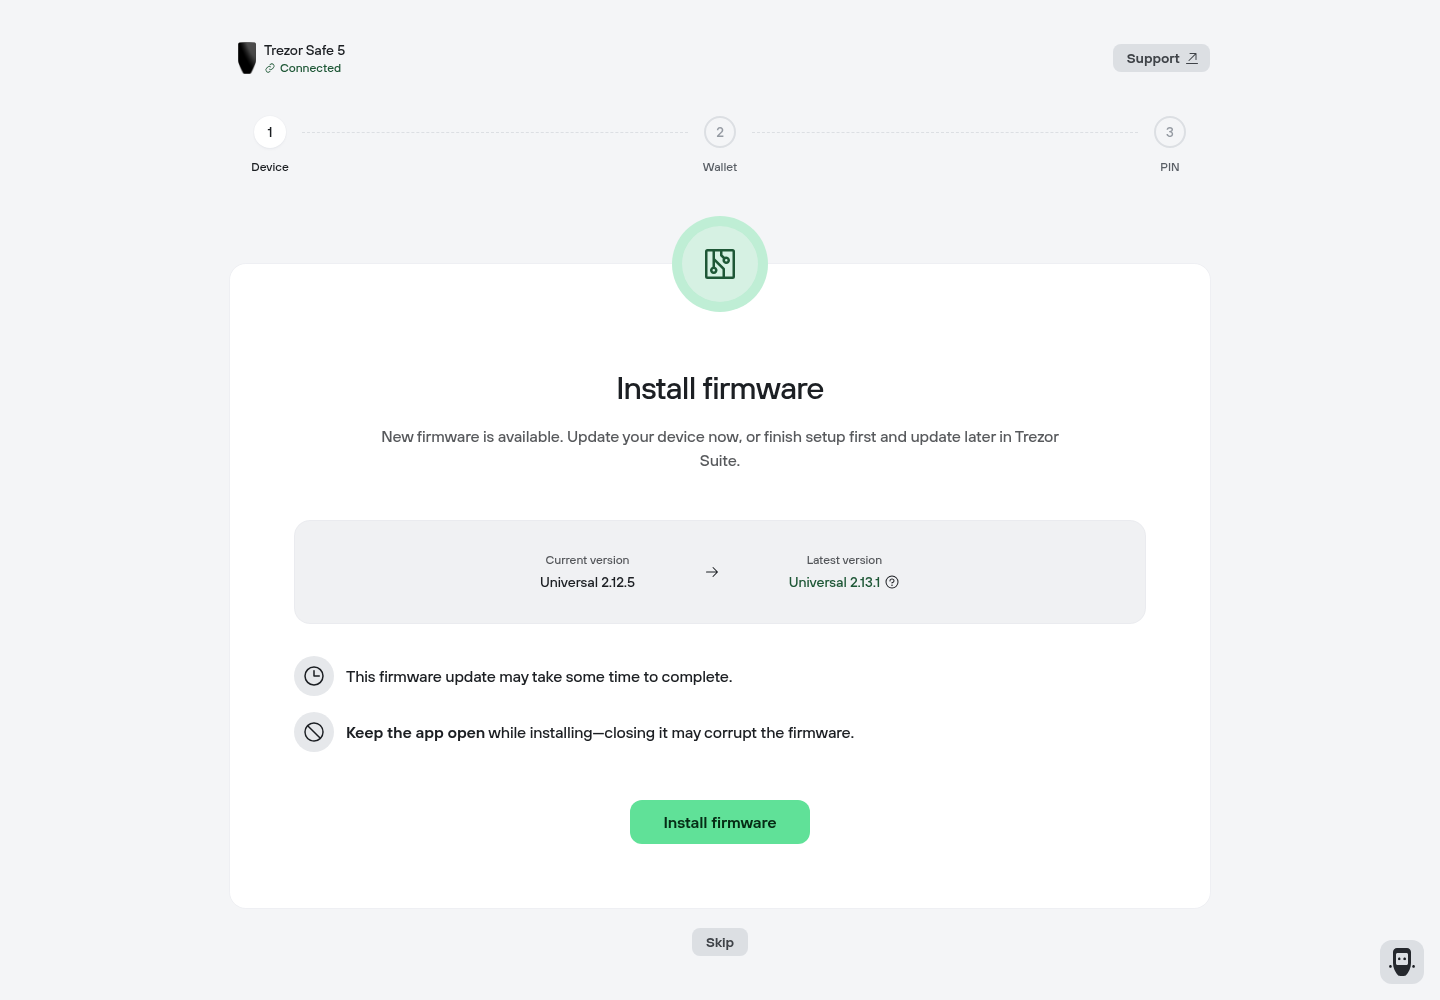 Trezor Safe 5
Connected
Support
1
2
3
Device
Wallet
PIN
Install firmware
New firmware is available. Update your device now, or finish setup first and update later in Trezor
Suite.
Current version
Universal 2.12.5
Latest version
Universal 2.13.1
This firmware update may take some time to complete.
Keep the app open while installing—closing it may corrupt the firmware.
Install firmware
Skip